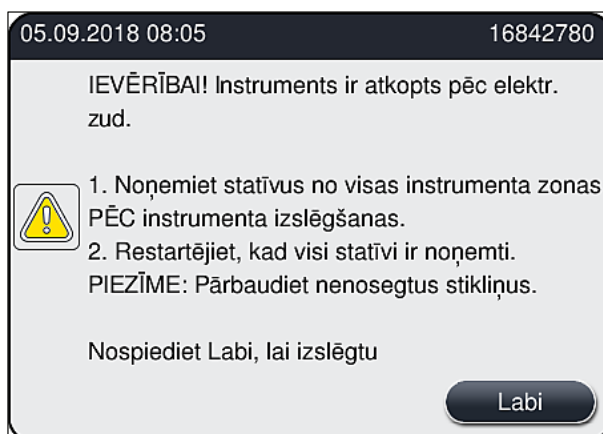 05.09.2018 08:05 16842780
IEVĒRĪBAI! Instruments ir atkopts pēc elektr.
zud.
1. Noņemiet statīvus no visas instrumenta zonas
PĒC instrumenta izslēgšanas.
2. Restartējiet, kad visi statīvi ir noņemti.
PIEZĪME: Pārbaudiet nenosegtus stikliņus.
Nospiediet Labi, lai izslēgtu
Labi